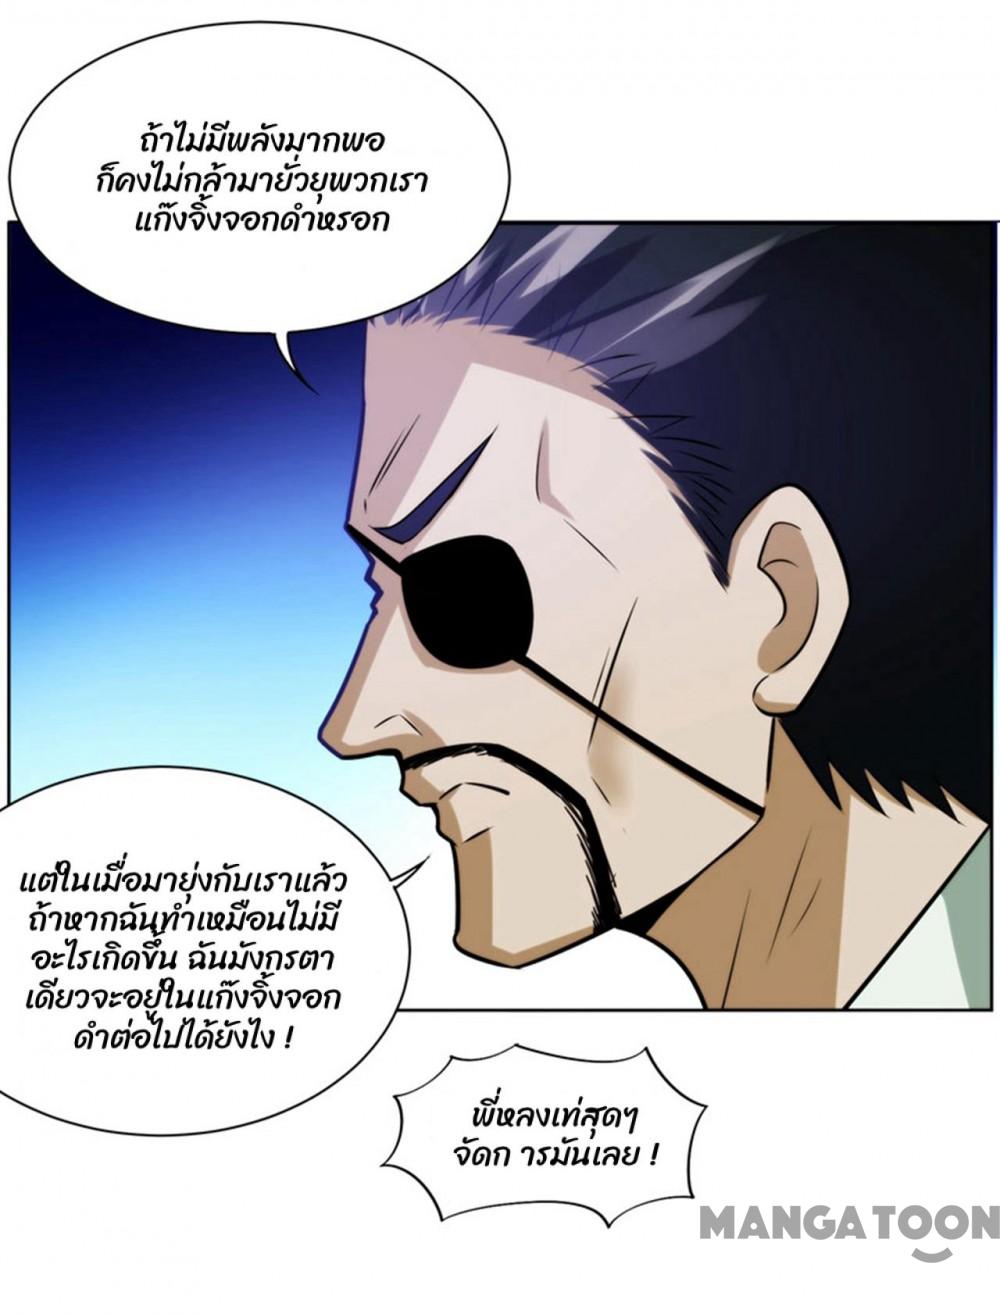 ถ้าไม่มีพลังมากพอ
ก็คงไม่กล้ามายั่วยุพวกเรา
แก๊งจิ้งจอกดำหรอก
แต่ในเมื่อมายุ่งกับเราแล้ว
ถ้าหากฉันทำเหมือนไม่มี
อะไรเกิดขึ้น ฉันมังกรตา
เดียวจะอยู่ในแก๊งจิ้งจอก
ดำต่อไปได้ยังไง !
พี่หลงเท่สุดๆ
จัดก ารมันเลย !
MANGATOON